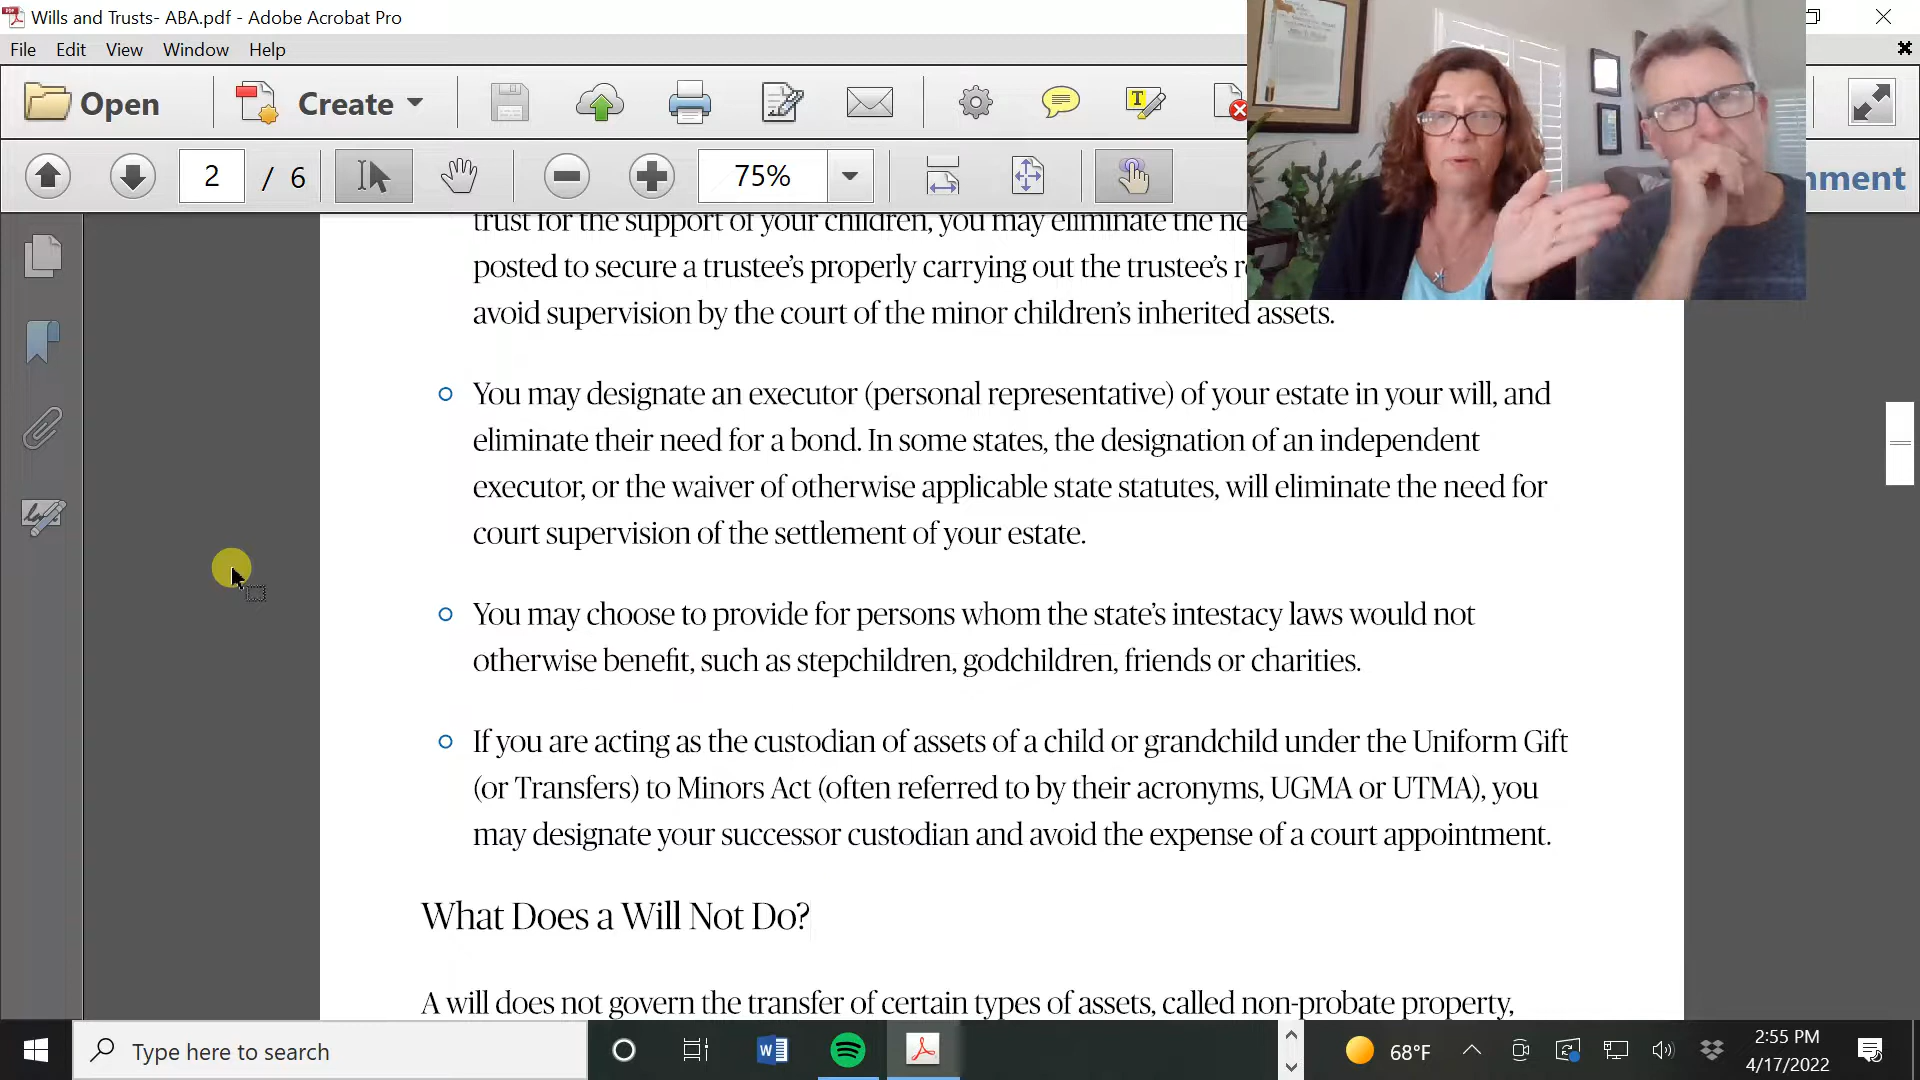 Wills and Trusts- ABA.pdf - Adobe Acrobat Pro
File Edit View Window Help
Open Create
2 / 6 75%
trust for the support of your children, you may eliminate the
posted to secure a trustee's properly carrying out the trustee's
avoid supervision by the court of the minor children's inherited assets.
You may designate an executor (personal representative) of your estate in your will, and
eliminate their need for a bond. In some states, the designation of an independent
executor, or the waiver of otherwise applicable state statutes, will eliminate the need for
court supervision of the settlement of your estate.
You may choose to provide for persons whom the state's intestacy laws would not
otherwise benefit, such as stepchildren, godchildren, friends or charities.
If you are acting as the custodian of assets of a child or grandchild under the Uniform Gift
(or Transfers) to Minors Act (often referred to by their acronyms, UGMA or UTMA), you
may designate your successor custodian and avoid the expense of a court appointment.
What Does a Will Not Do?
A will does not govern the transfer of certain types of assets, called non-probate property,
Type here to search
68°F
2:55 PM
4/17/2022